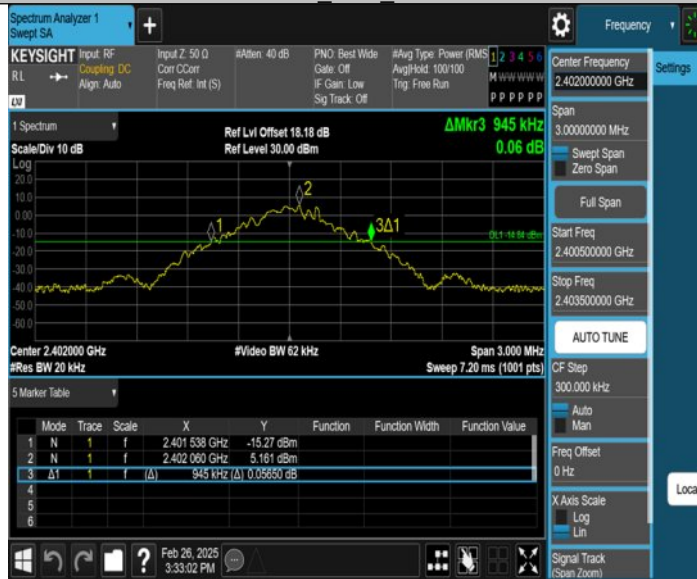 Spectrum Analyzer 1
Swept SA
+
Frequency
KEYSIGHT
RL
LXI
Input: RF
Coupling: DC
Align: Auto
Input Z: 50 Ω
Corr CCorr
Freq Ref: Int (S)
#Atten: 40 dB
PNO: Best Wide
Gate: Off
IF Gain: Low
Sig Track: Off
#Avg Type: Power (RMS
Avg|Hold: 100/100
Trig: Free Run
1 2 3 4 5 6
M W W W W W
P P P P P P
Settings
Center Frequency
2.402000000 GHz
Span
3.00000000 MHz
Swept Span
Zero Span
Full Span
Start Freq
2.400500000 GHz
Stop Freq
2.403500000 GHz
AUTO TUNE
CF Step
300.000 kHz
Auto
Man
Freq Offset
0 Hz
X Axis Scale
Log
Lin
Signal Track
(Span Zoom)
Loca
1 Spectrum
Scale/Div 10 dB
Ref Lvl Offset 18.18 dB
Ref Level 30.00 dBm
ΔMkr3 945 kHz
0.06 dB
Log
20.0
10.0
0.00
-10.0
-20.0
-30.0
-40.0
-50.0
-60.0
1
2
3Δ1
DL1 -14.84 dBm
Center 2.402000 GHz
#Video BW 62 kHz
Span 3.000 MHz
#Res BW 20 kHz
Sweep 7.20 ms (1001 pts)
5 Marker Table
Mode Trace Scale X Y Function Function Width Function Value
1 N 1 f 2.401 538 GHz -15.27 dBm
2 N 1 f 2.402 060 GHz 5.161 dBm
3 Δ1 1 f (Δ) 945 kHz (Δ) 0.05650 dB
4
5
6
?
Feb 26, 2025
3:33:02 PM